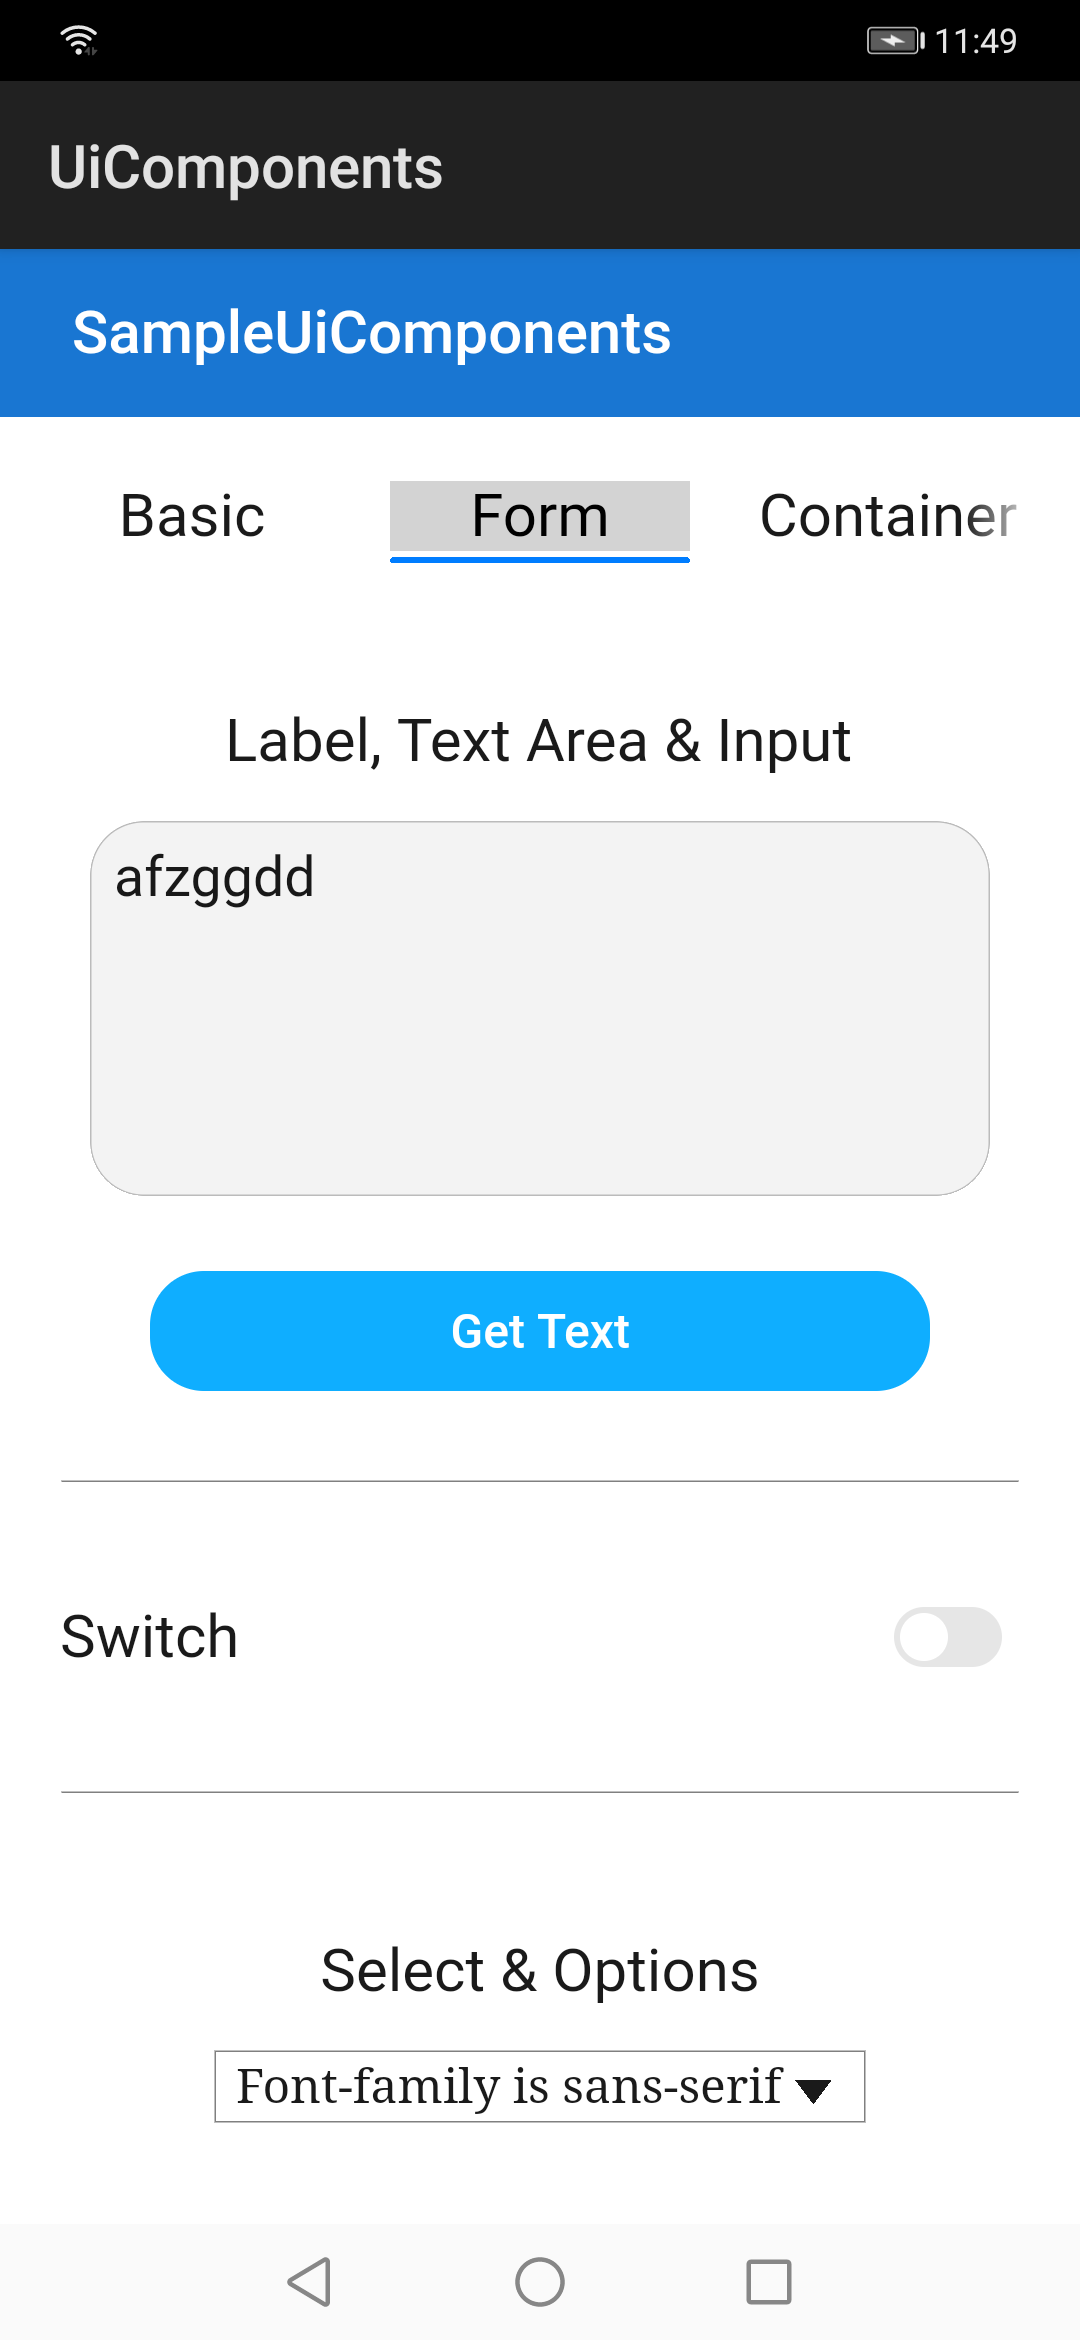 11:49
UiComponents
SampleUiComponents
Basic Form Container
Label, Text Area & Input
afzggdd
Get Text
Switch
Select & Options
Font-family is sans-serif